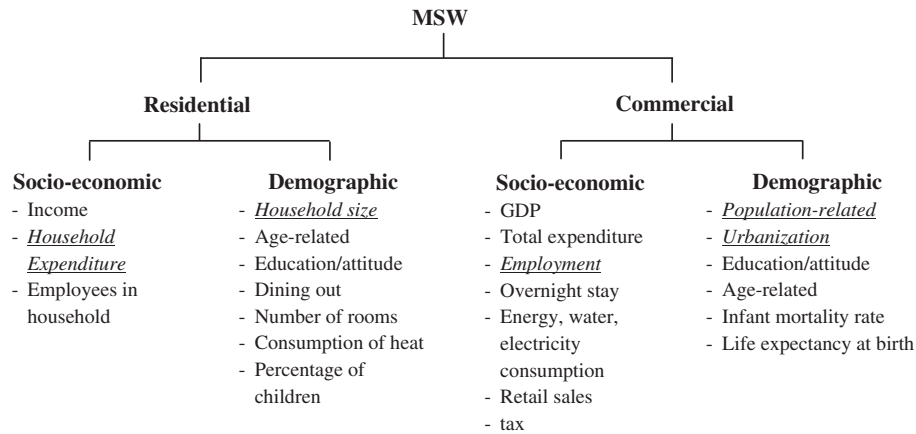 MSW
Residential
Commercial
Socio-economic
- Income
- Household
Expenditure
- Employees in
household
Demographic
- Household size
- Age-related
- Education/attitude
- Dining out
- Number of rooms
- Consumption of heat
- Percentage of
children
Socio-economic
- GDP
- Total expenditure
- Employment
- Overnight stay
- Energy, water,
electricity
consumption
- Retail sales
- tax
Demographic
- Population-related
- Urbanization
- Education/attitude
- Age-related
- Infant mortality rate
- Life expectancy at birth